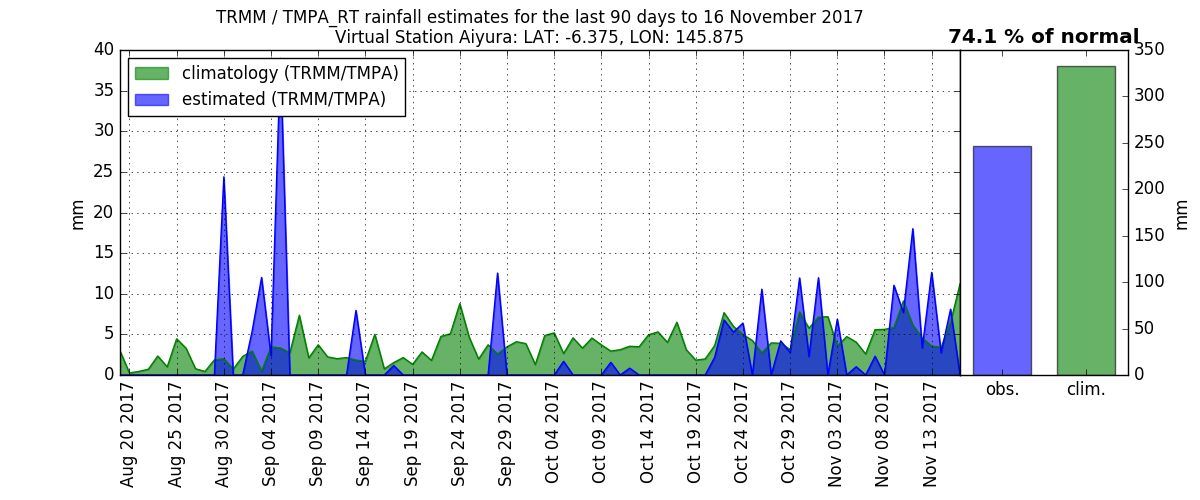 TRMM / TMPA_RT rainfall estimates for the last 90 days to 16 November 2017
Virtual Station Aiyura: LAT: -6.375, LON: 145.875
74.1 % of normal
climatology (TRMM/TMPA)
estimated (TRMM/TMPA)
mm
40
35
30
25
20
15
10
5
0
Aug 20 2017
Aug 25 2017
Aug 30 2017
Sep 04 2017
Sep 09 2017
Sep 14 2017
Sep 19 2017
Sep 24 2017
Sep 29 2017
Oct 04 2017
Oct 09 2017
Oct 14 2017
Oct 19 2017
Oct 24 2017
Oct 29 2017
Nov 03 2017
Nov 08 2017
Nov 13 2017
350
300
250
200
150
100
50
0
mm
obs.
clim.